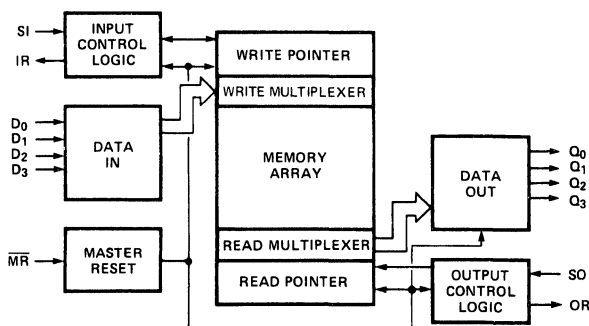 SI
IR
INPUT
CONTROL
LOGIC
WRITE POINTER
WRITE MULTIPLEXER
D0
D1
D2
D3
DATA
IN
MEMORY
ARRAY
DATA
OUT
Q0
Q1
Q2
Q3
MR
MASTER
RESET
READ MULTIPLEXER
READ POINTER
OUTPUT
CONTROL
LOGIC
SO
OR